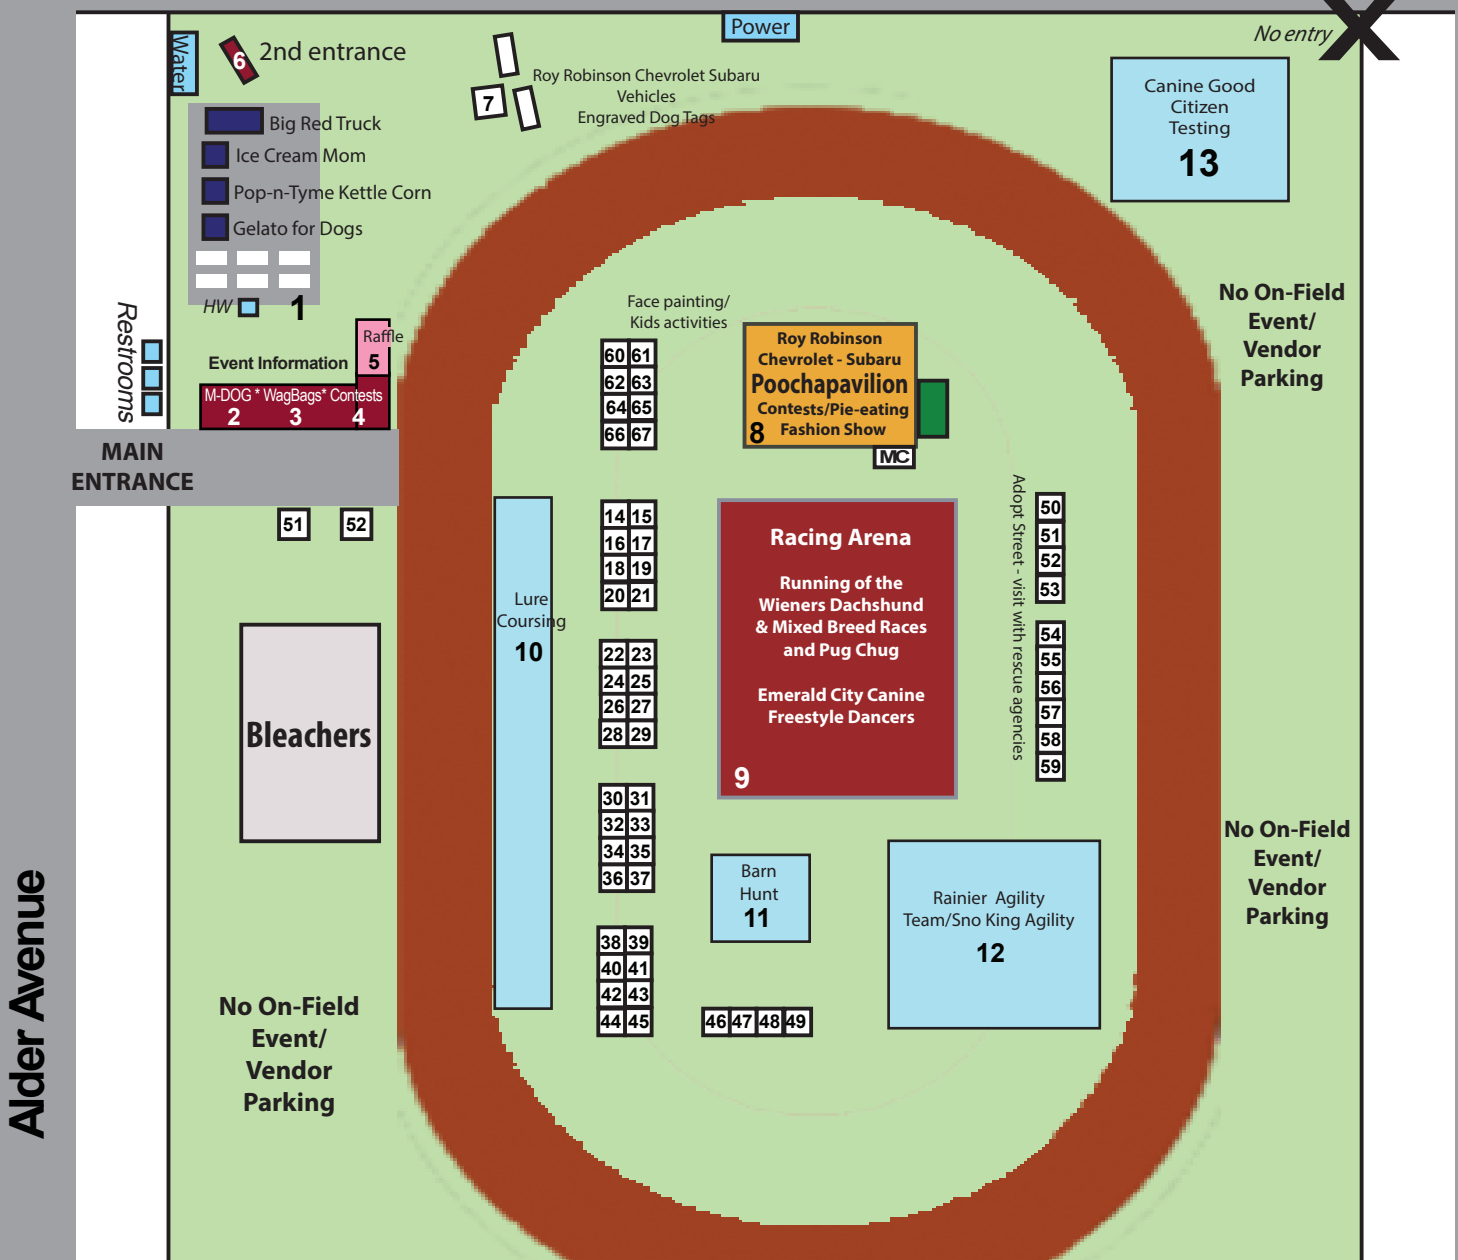 No entry
Power
Water
6
2nd entrance
7
Roy Robinson Chevrolet Subaru
Vehicles
Engraved Dog Tags
Canine Good
Citizen
Testing
13
Big Red Truck
Ice Cream Mom
Pop-n-Tyme Kettle Corn
Gelato for Dogs
HW
1
Restrooms
Raffle
5
Event Information
M-DOG * WagBags* Contests
2 3 4
MAIN
ENTRANCE
51 52
Bleachers
Alder Avenue
No On-Field
Event/
Vendor
Parking
Face painting/
Kids activities
60 61
62 63
64 65
66 67
Roy Robinson
Chevrolet - Subaru
Poochapavilion
Contests/Pie-eating
8 Fashion Show
MC
No On-Field
Event/
Vendor
Parking
Lure
Coursing
10
14 15
16 17
18 19
20 21
22 23
24 25
26 27
28 29
30 31
32 33
34 35
36 37
38 39
40 41
42 43
44 45
46 47 48 49
Racing Arena
Running of the
Wieners Dachshund
& Mixed Breed Races
and Pug Chug
Emerald City Canine
Freestyle Dancers
9
Adopt Street - visit with rescue agencies
50
51
52
53
54
55
56
57
58
59
Barn
Hunt
11
Rainier Agility
Team/Sno King Agility
12
No On-Field
Event/
Vendor
Parking